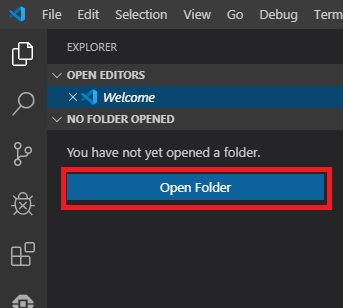 File Edit Selection View Go Debug Term
EXPLORER
OPEN EDITORS
Welcome
NO FOLDER OPENED
You have not yet opened a folder.
Open Folder